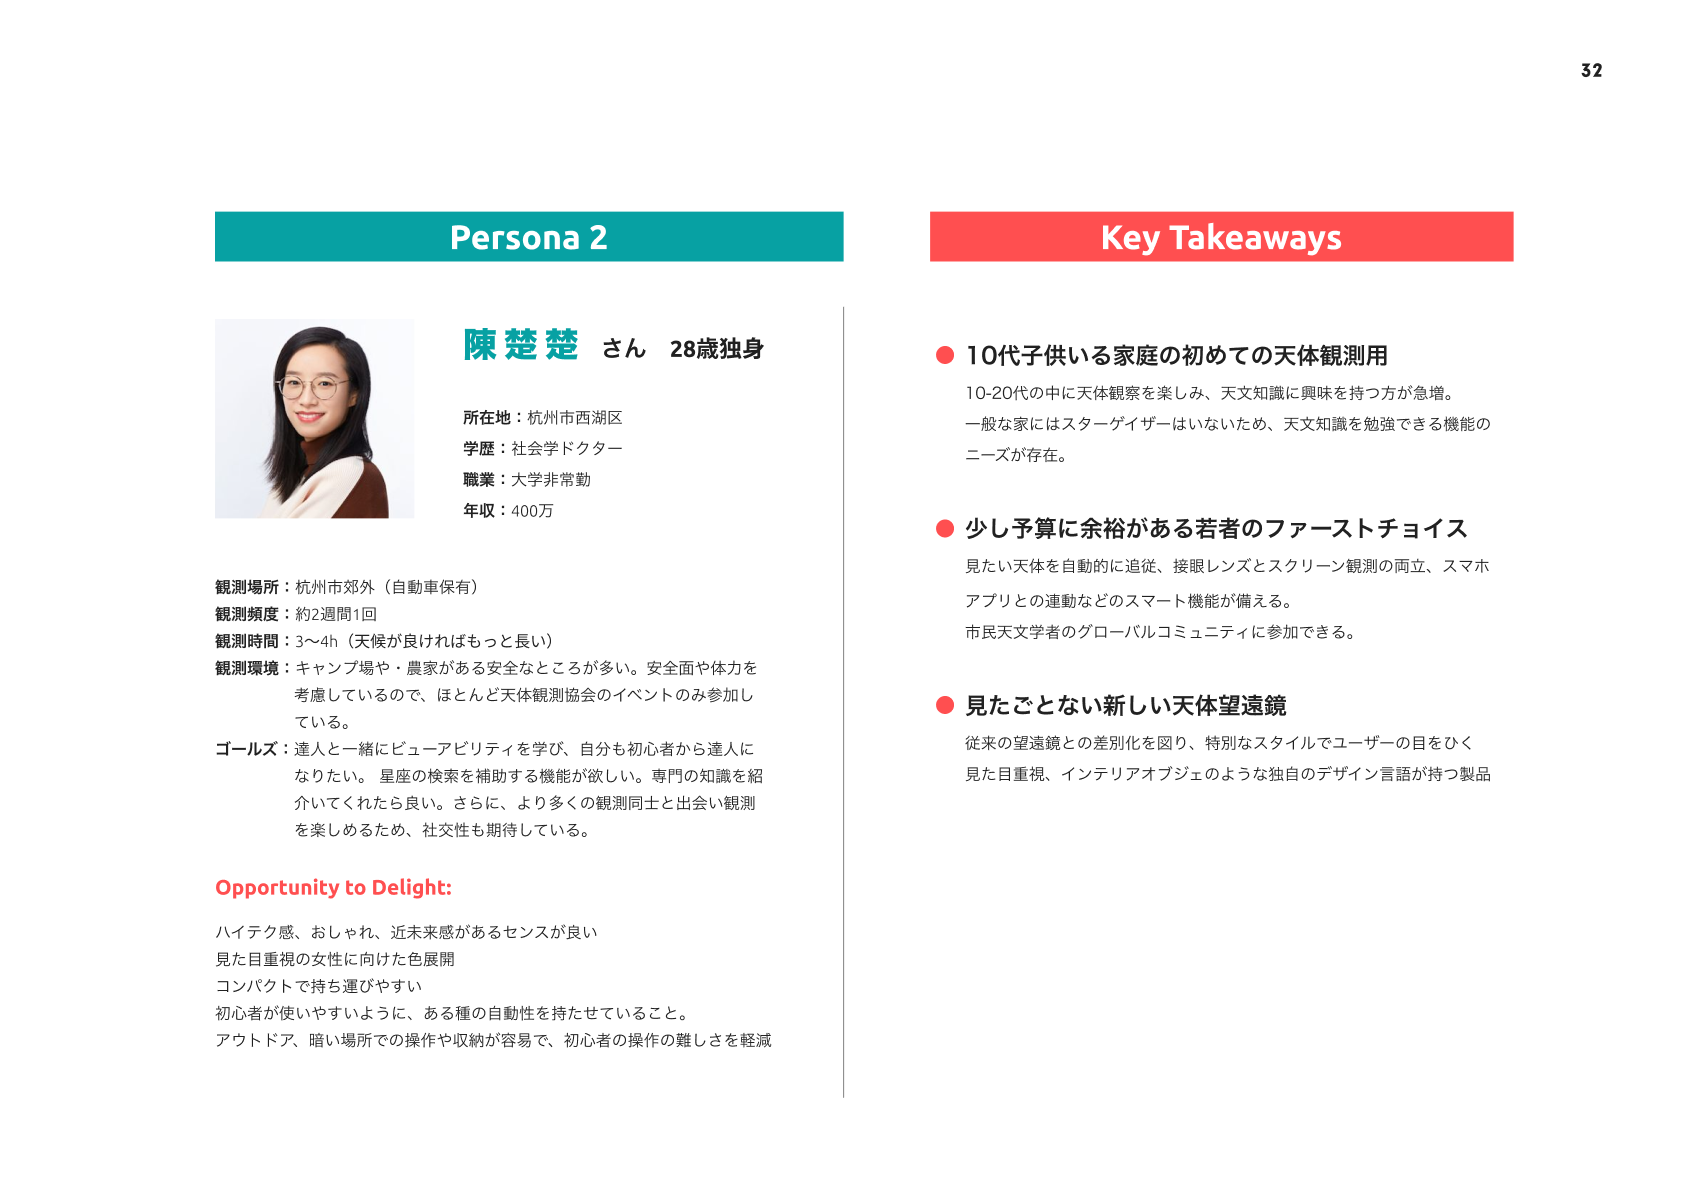 32
Persona 2
陳楚楚 さん 28歳独身
所在地：杭州市西湖区
学歴：社会学ドクター
職業：大学非常勤
年収：400万
観測場所：杭州市郊外（自動車保有）
観測頻度：約2週間1回
観測時間：3〜4h（天候が良ければもっと長い）
観測環境：キャンプ場や・農家がある安全なところが多い。安全面や体力を
考慮しているので、ほとんど天体観測協会のイベントのみ参加し
ている。
ゴールズ：達人と一緒にビューアビリティを学び、自分も初心者から達人に
なりたい。 星座の検索を補助する機能が欲しい。専門の知識を紹
介いてくれたら良い。さらに、より多くの観測同士と出会い観測
を楽しめるため、社交性も期待している。
Opportunity to Delight:
ハイテク感、おしゃれ、近未来感があるセンスが良い
見た目重視の女性に向けた色展開
コンパクトで持ち運びやすい
初心者が使いやすいように、ある種の自動性を持たせていること。
アウトドア、暗い場所での操作や収納が容易で、初心者の操作の難しさを軽減
Key Takeaways
10代子供いる家庭の初めての天体観測用
10-20代の中に天体観察を楽しみ、天文知識に興味を持つ方が急増。
一般な家にはスターゲイザーはいないため、天文知識を勉強できる機能の
ニーズが存在。
少し予算に余裕がある若者のファーストチョイス
見たい天体を自動的に追従、接眼レンズとスクリーン観測の両立、スマホ
アプリとの連動などのスマート機能が備える。
市民天文学者のグローバルコミュニティに参加できる。
見たごとない新しい天体望遠鏡
従来の望遠鏡との差別化を図り、特別なスタイルでユーザーの目をひく
見た目重視、インテリアオブジェのような独自のデザイン言語が持つ製品